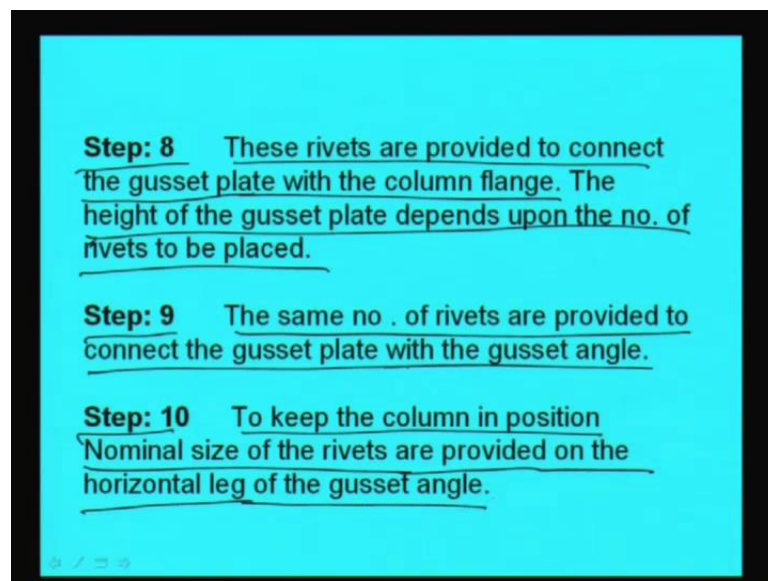 Step: 8 These rivets are provided to connect
the gusset plate with the column flange. The
height of the gusset plate depends upon the no. of
rivets to be placed.
Step: 9 The same no . of rivets are provided to
connect the gusset plate with the gusset angle.
Step: 10 To keep the column in position
Nominal size of the rivets are provided on the
horizontal leg of the gusset angle.